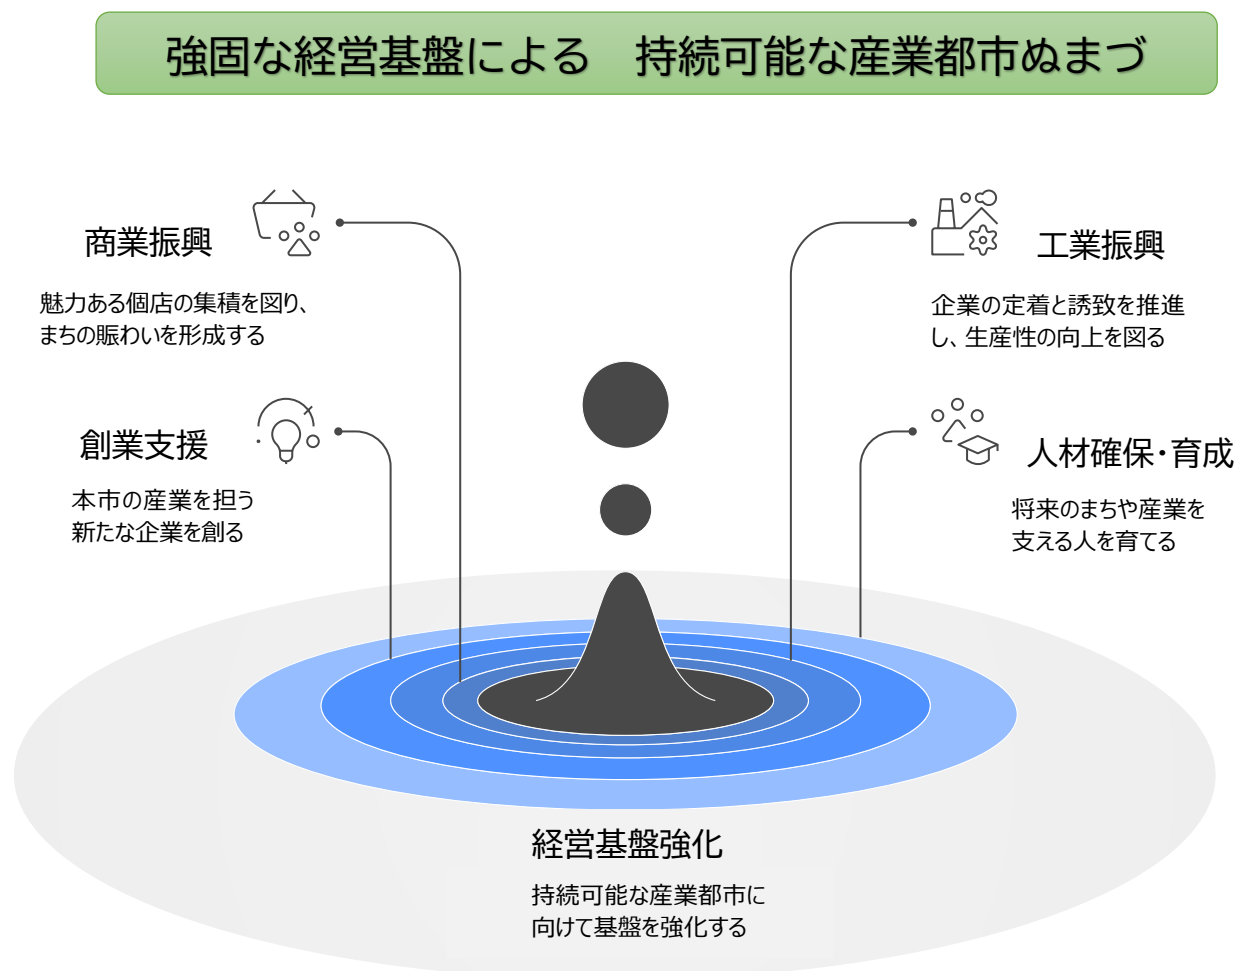 強固な経営基盤による　持続可能な産業都市ぬまづ
商業振興
魅力ある個店の集積を図り、
まちの賑わいを形成する
創業支援
本市の産業を担う
新たな企業を創る
工業振興
企業の定着と誘致を推進
し、生産性の向上を図る
人材確保・育成
将来のまちや産業を
支える人を育てる
経営基盤強化
持続可能な産業都市に
向けて基盤を強化する